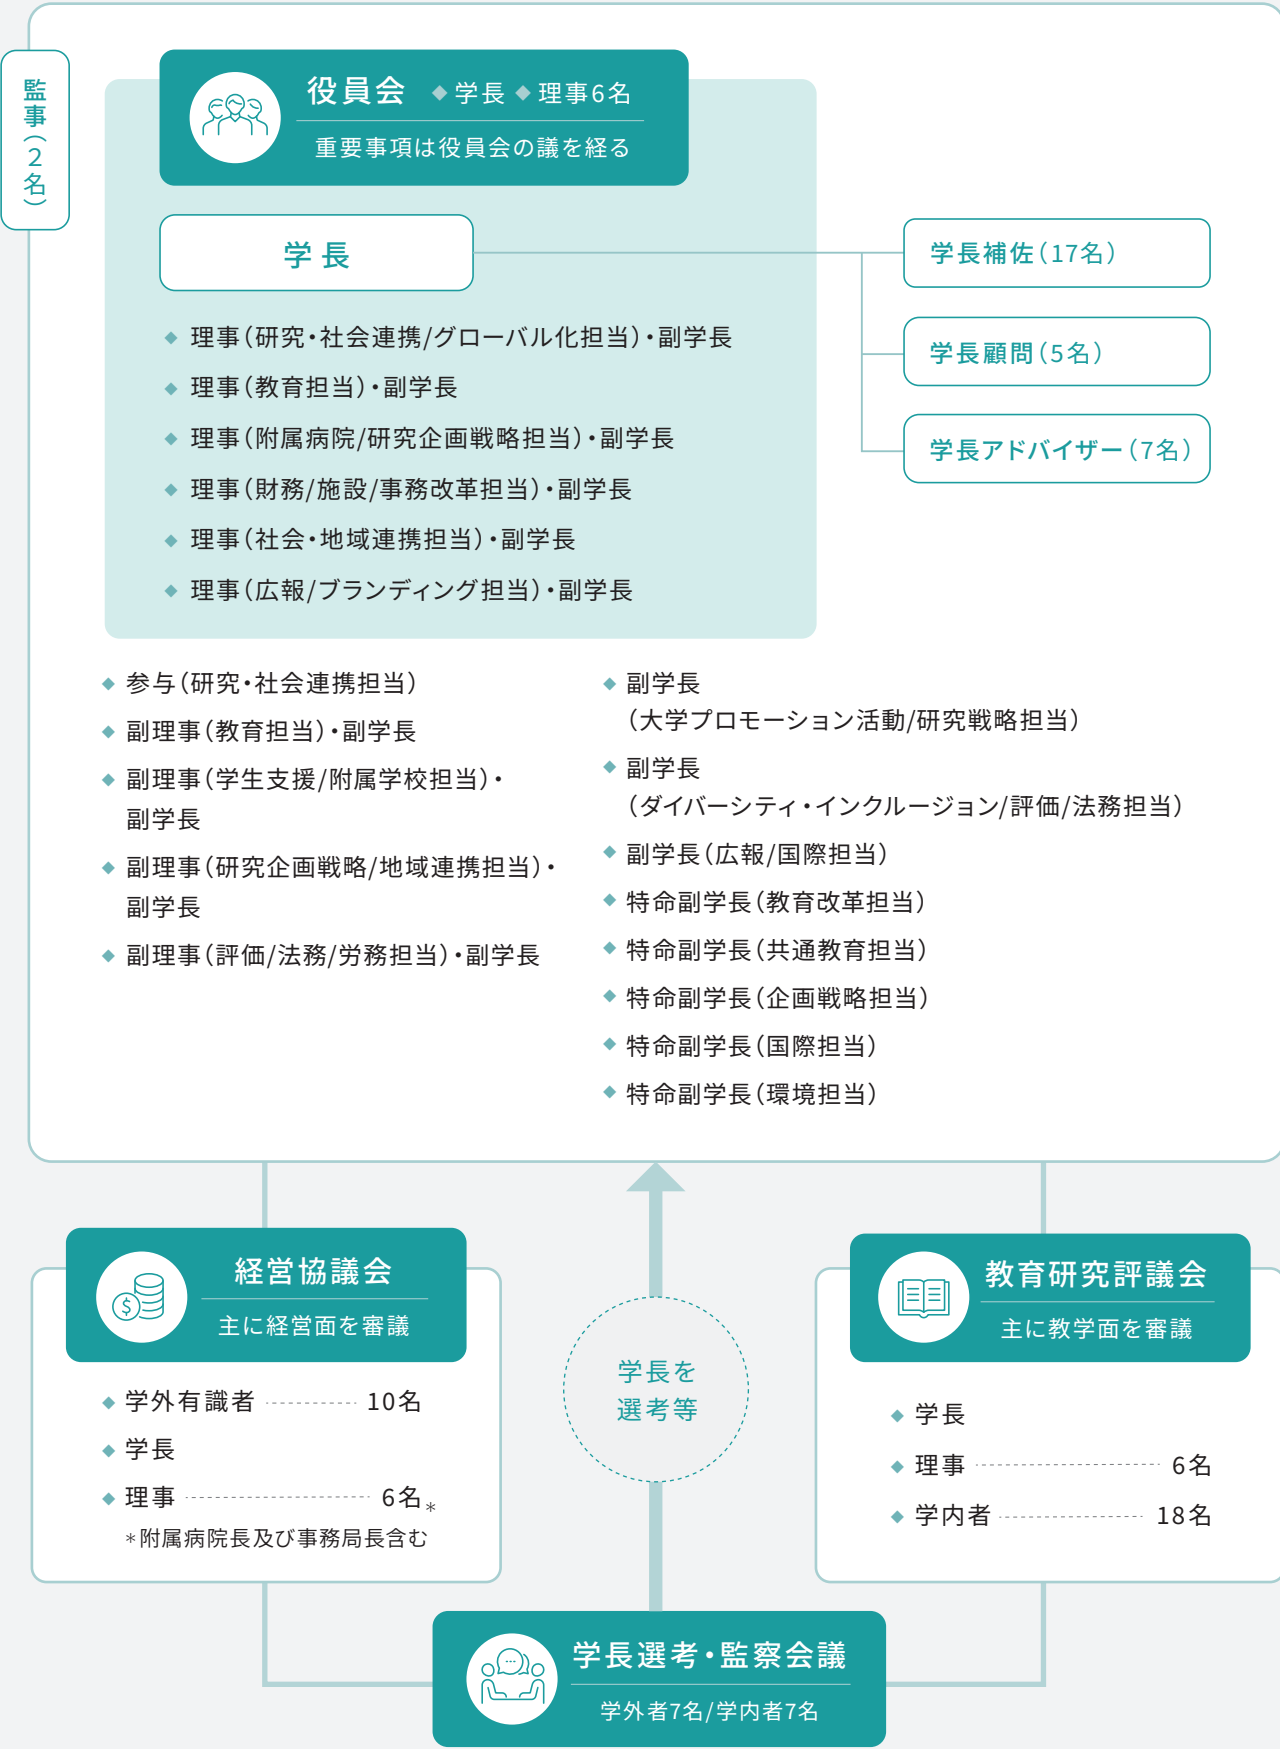 監事(2名)
役員会 ◆学長 ◆理事6名
重要事項は役員会の議を経る
学長
学長補佐(17名)
学長顧問(5名)
学長アドバイザー(7名)
◆ 理事(研究・社会連携/グローバル化担当)・副学長
◆ 理事(教育担当)・副学長
◆ 理事(附属病院/研究企画戦略担当)・副学長
◆ 理事(財務/施設/事務改革担当)・副学長
◆ 理事(社会・地域連携担当)・副学長
◆ 理事(広報/ブランディング担当)・副学長
◆ 参与(研究・社会連携担当)
◆ 副理事(教育担当)・副学長
◆ 副理事(学生支援/附属学校担当)・
副学長
◆ 副理事(研究企画戦略/地域連携担当)・
副学長
◆ 副理事(評価/法務/労務担当)・副学長
◆ 副学長
(大学プロモーション活動/研究戦略担当)
◆ 副学長
(ダイバーシティ・インクルージョン/評価/法務担当)
◆ 副学長(広報/国際担当)
◆ 特命副学長(教育改革担当)
◆ 特命副学長(共通教育担当)
◆ 特命副学長(企画戦略担当)
◆ 特命副学長(国際担当)
◆ 特命副学長(環境担当)
経営協議会
主に経営面を審議
◆ 学外有識者 10名
◆ 学長
◆ 理事 6名*
*附属病院長及び事務局長含む
学長を
選考等
教育研究評議会
主に教学面を審議
◆ 学長
◆ 理事 6名
◆ 学内者 18名
学長選考・監察会議
学外者7名/学内者7名